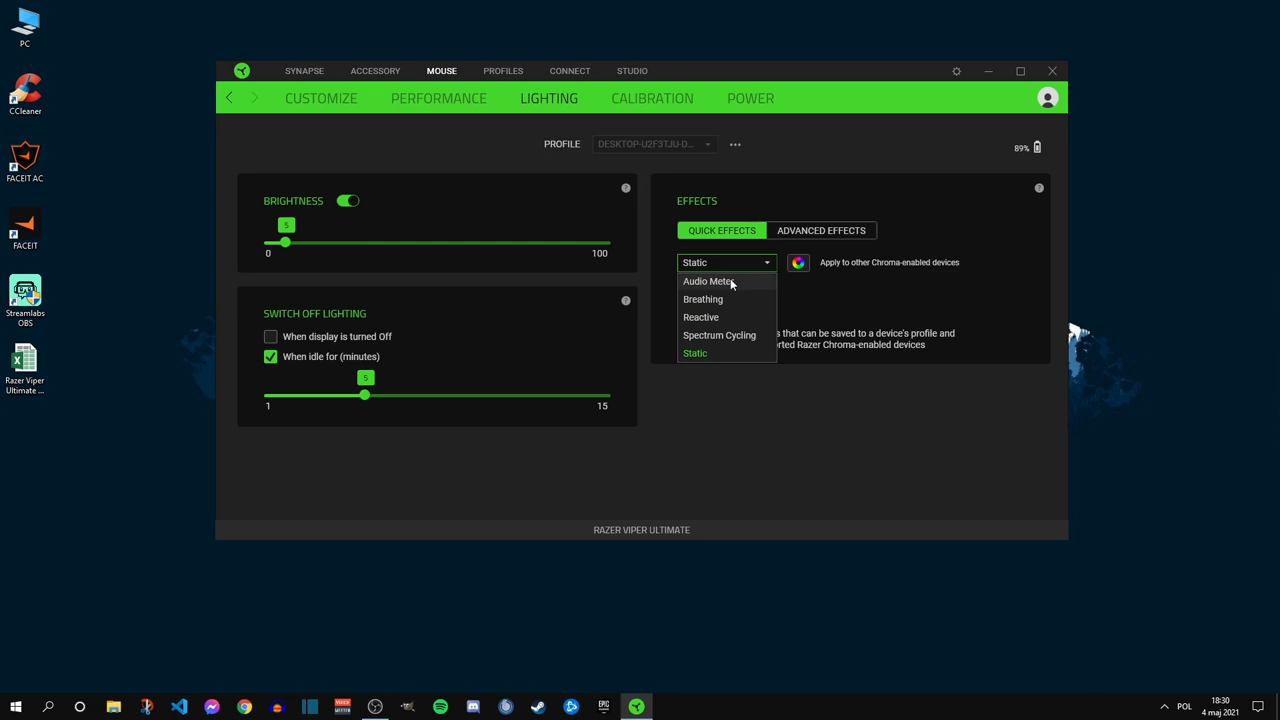 PC
CCleaner
FACEIT AC
FACEIT
Streamlabs
OBS
Razer Viper
Ultimate ...
SYNAPSE
ACCESSORY
MOUSE
PROFILES
CONNECT
STUDIO
CUSTOMIZE
PERFORMANCE
LIGHTING
CALIBRATION
POWER
PROFILE
DESKTOP-U2F3TJU-D...
89%
BRIGHTNESS
5
0
100
SWITCH OFF LIGHTING
When display is turned Off
When idle for (minutes)
5
1
15
EFFECTS
QUICK EFFECTS
ADVANCED EFFECTS
Static
Apply to other Chroma-enabled devices
Audio Meter
Breathing
Reactive
Spectrum Cycling
Static
s that can be saved to a device's profile and
orted Razer Chroma-enabled devices
RAZER VIPER ULTIMATE
EPIC
POL
18:30
4 maj 2021